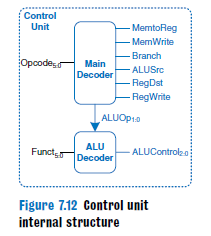 Control
Unit
MemtoReg
MemWrite
Branch
Opcode5:0
Main
Decoder
ALUSrc
RegDst
RegWrite
ALUOp1:0
Funct5:0
ALU
Decoder
ALUControl2:0
Figure 7.12 Control unit
internal structure